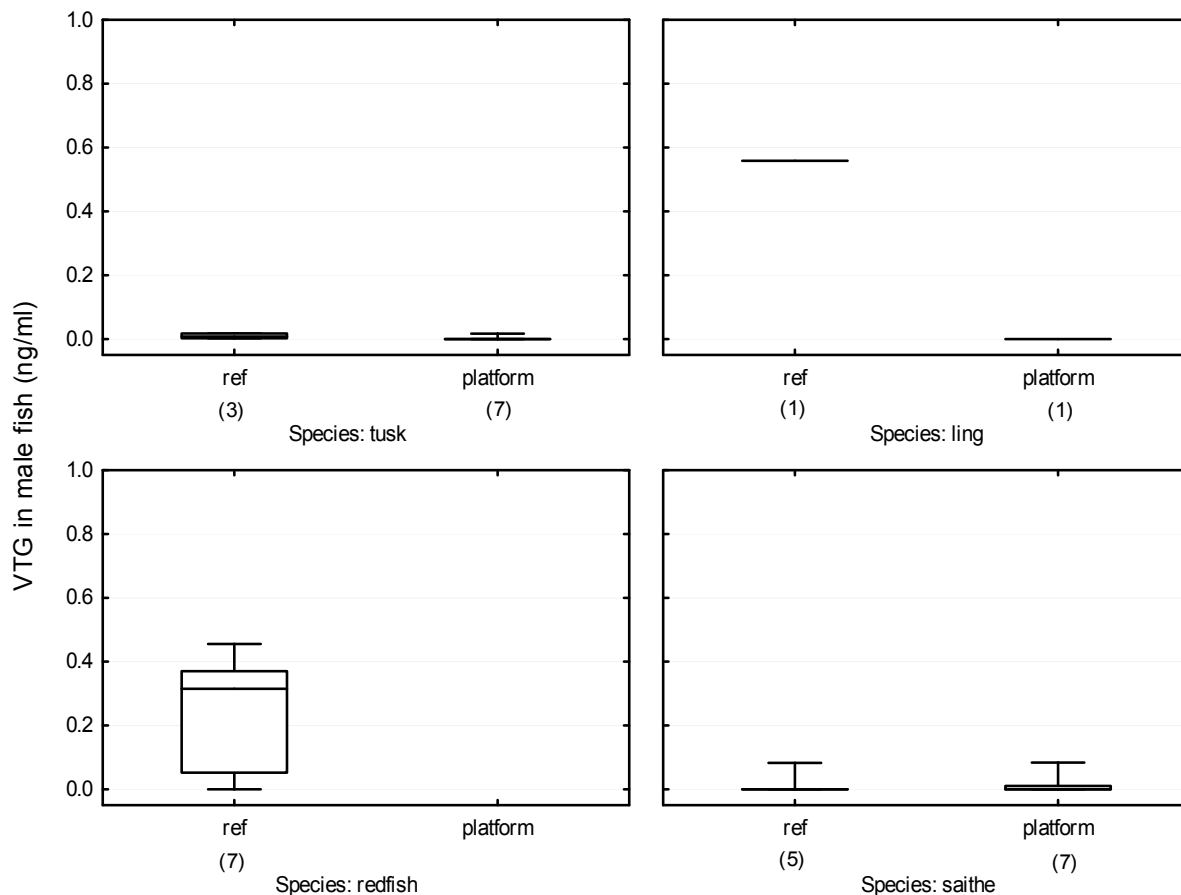 VTG in male fish (ng/ml)
1.0
0.8
0.6
0.4
0.2
0.0
ref platform ref platform
(3) (7) (1) (1)
Species: tusk Species: ling
1.0
0.8
0.6
0.4
0.2
0.0
ref platform ref platform
(7) (5) (7)
Species: redfish Species: saithe